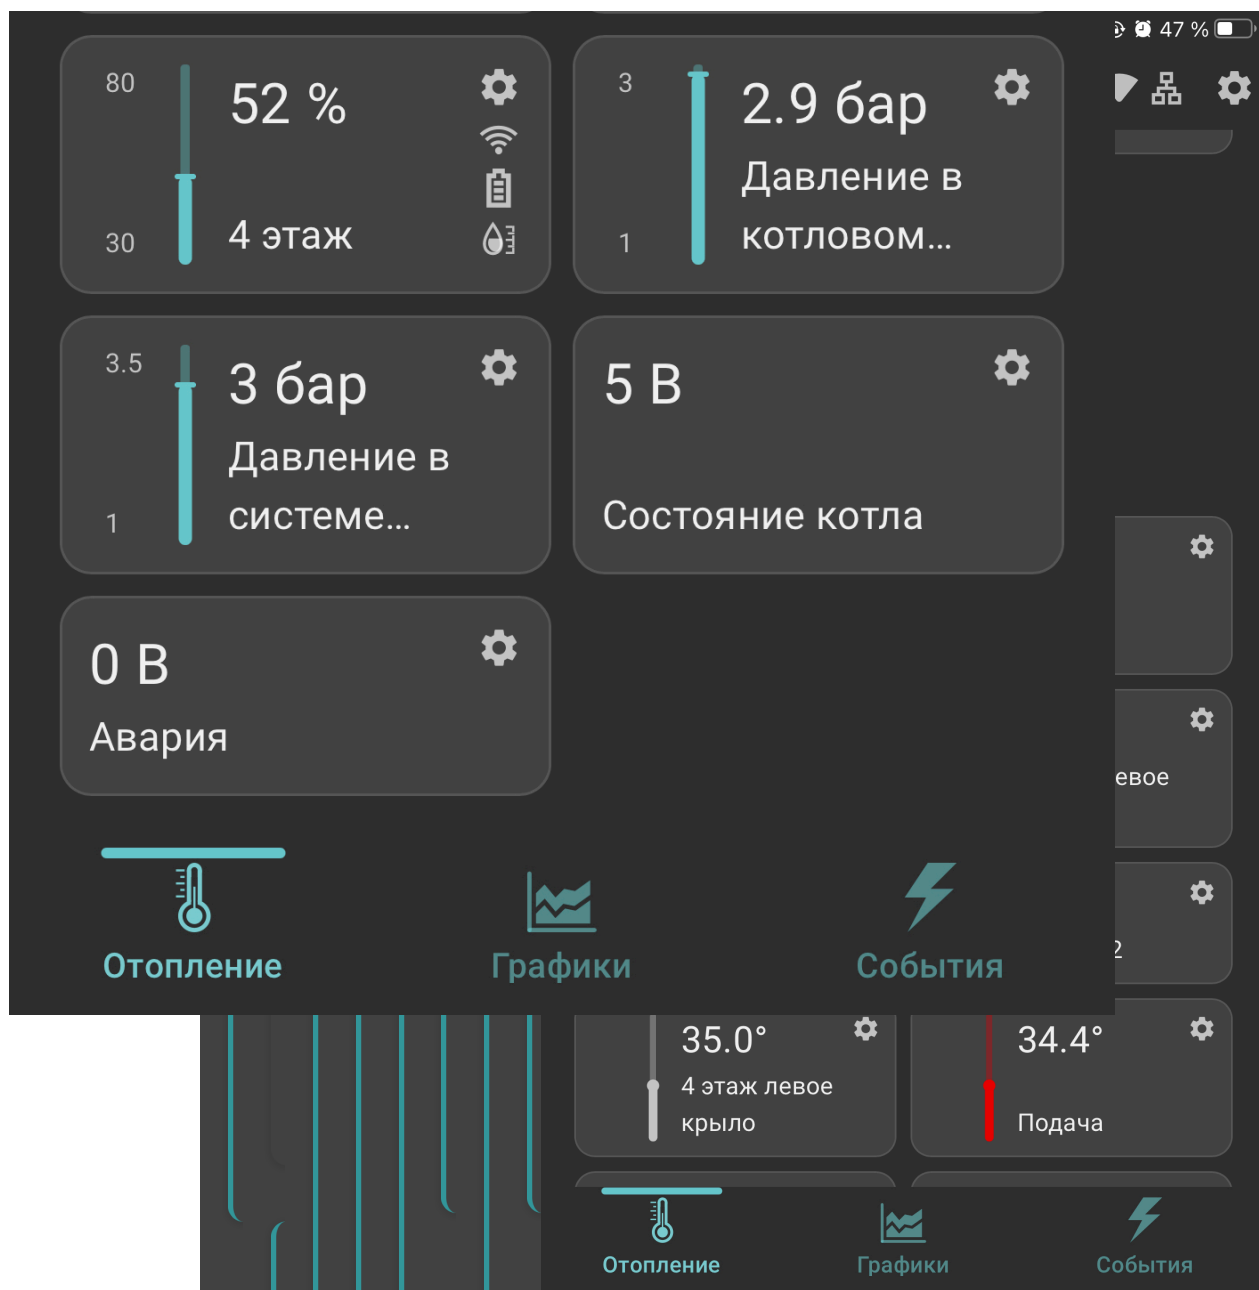 47 %
80
52 %
4 этаж
30
3
2.9 бар
Давление в
котловом...
1
3.5
3 бар
Давление в
системе...
1
5 В
Состояние котла
0 В
Авария
Отопление
Графики
События
евое
2
35.0°
4 этаж левое
крыло
34.4°
Подача
Отопление
Графики
События